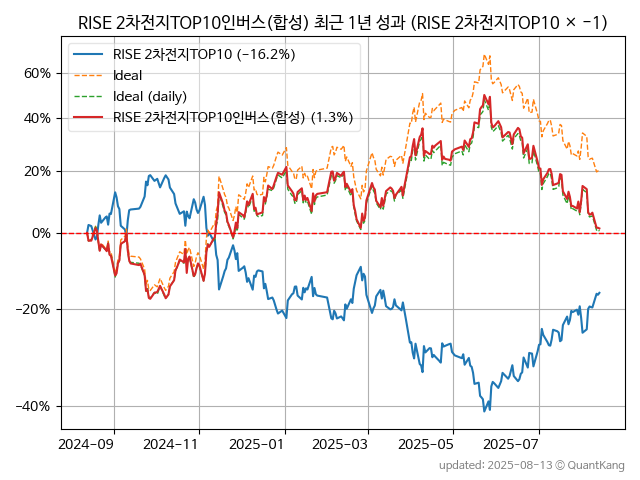 RISE 2차전지TOP10인버스(합성) 최근 1년 성과 (RISE 2차전지TOP10 × −1)
RISE 2차전지TOP10 (−16.2%)
Ideal
Ideal (daily)
RISE 2차전지TOP10인버스(합성) (1.3%)
60%
40%
20%
0%
−20%
−40%
2024-09
2024-11
2025-01
2025-03
2025-05
2025-07
updated: 2025-08-13 ⓒ QuantKang